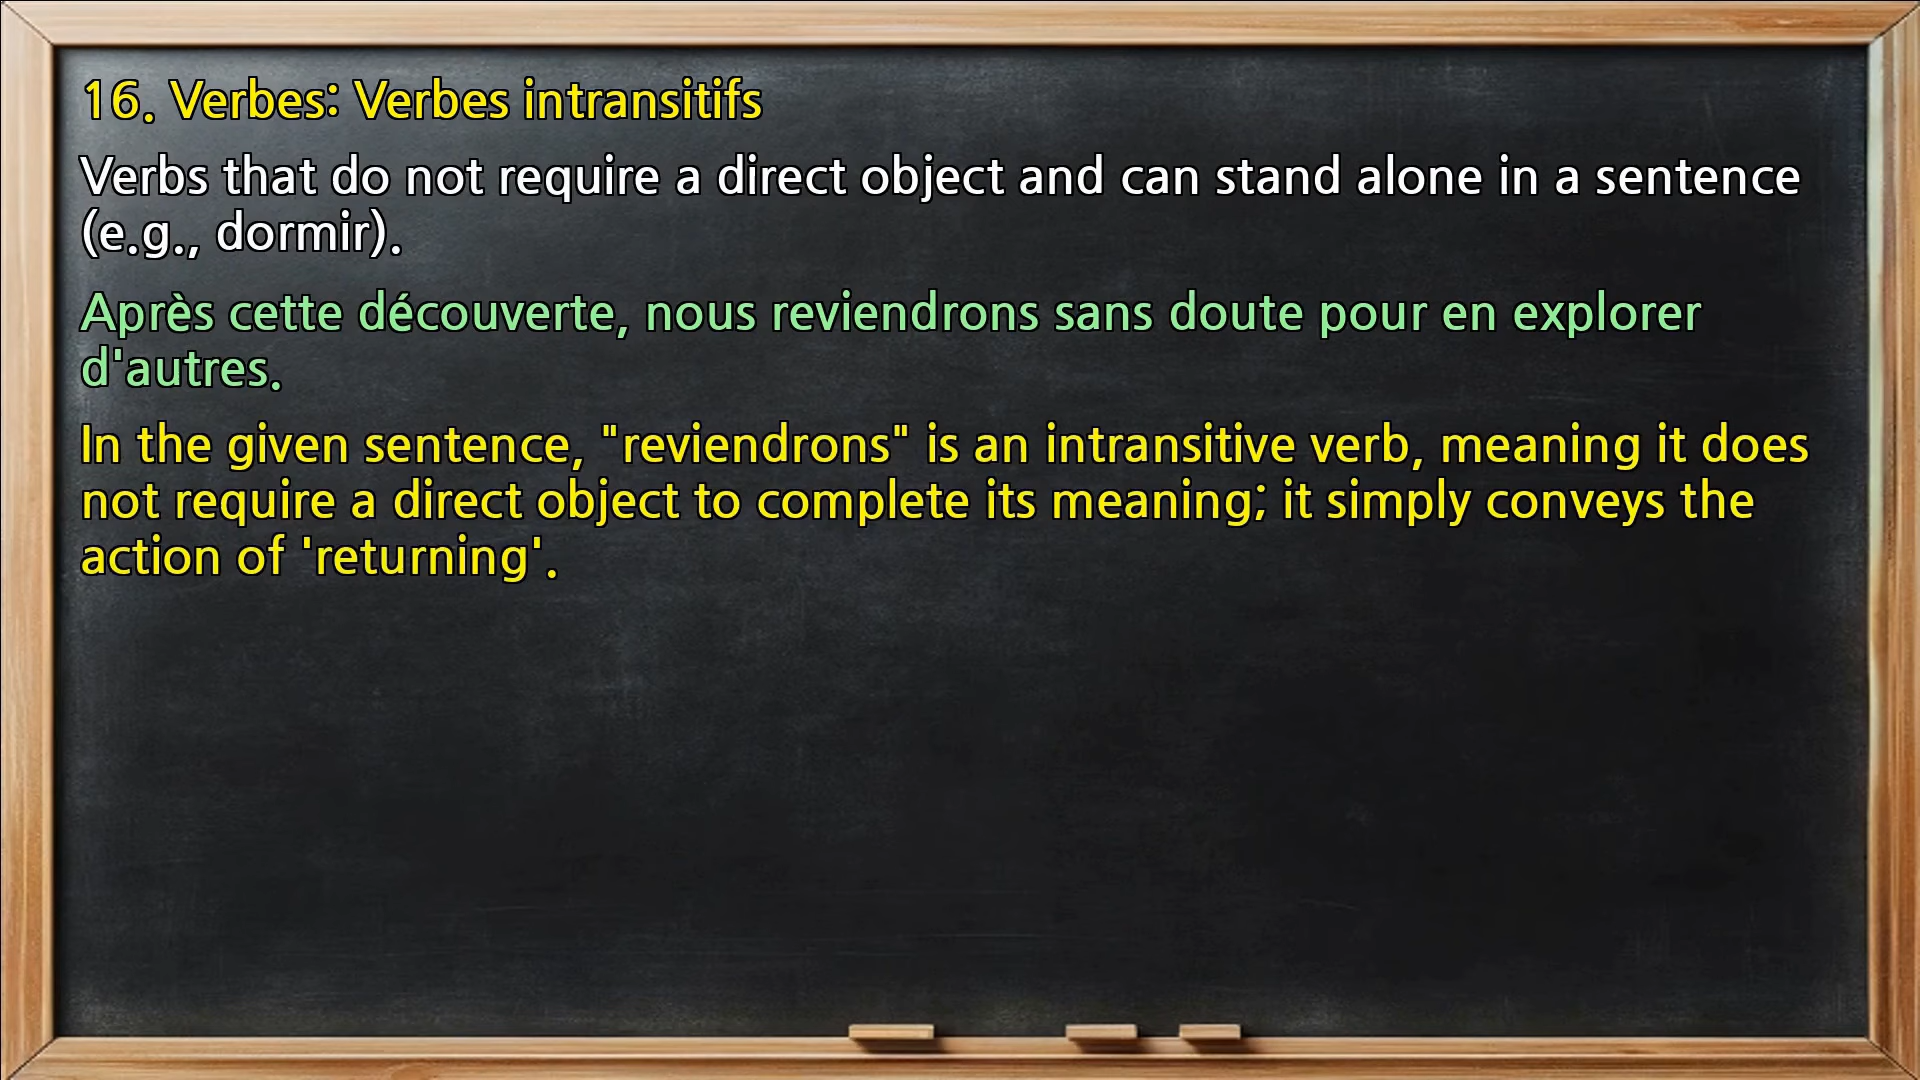 16. Verbes: Verbes intransitifs
Verbs that do not require a direct object and can stand alone in a sentence
(e.g., dormir).
Après cette découverte, nous reviendrons sans doute pour en explorer
d'autres.
In the given sentence, "reviendrons" is an intransitive verb, meaning it does
not require a direct object to complete its meaning; it simply conveys the
action of 'returning'.